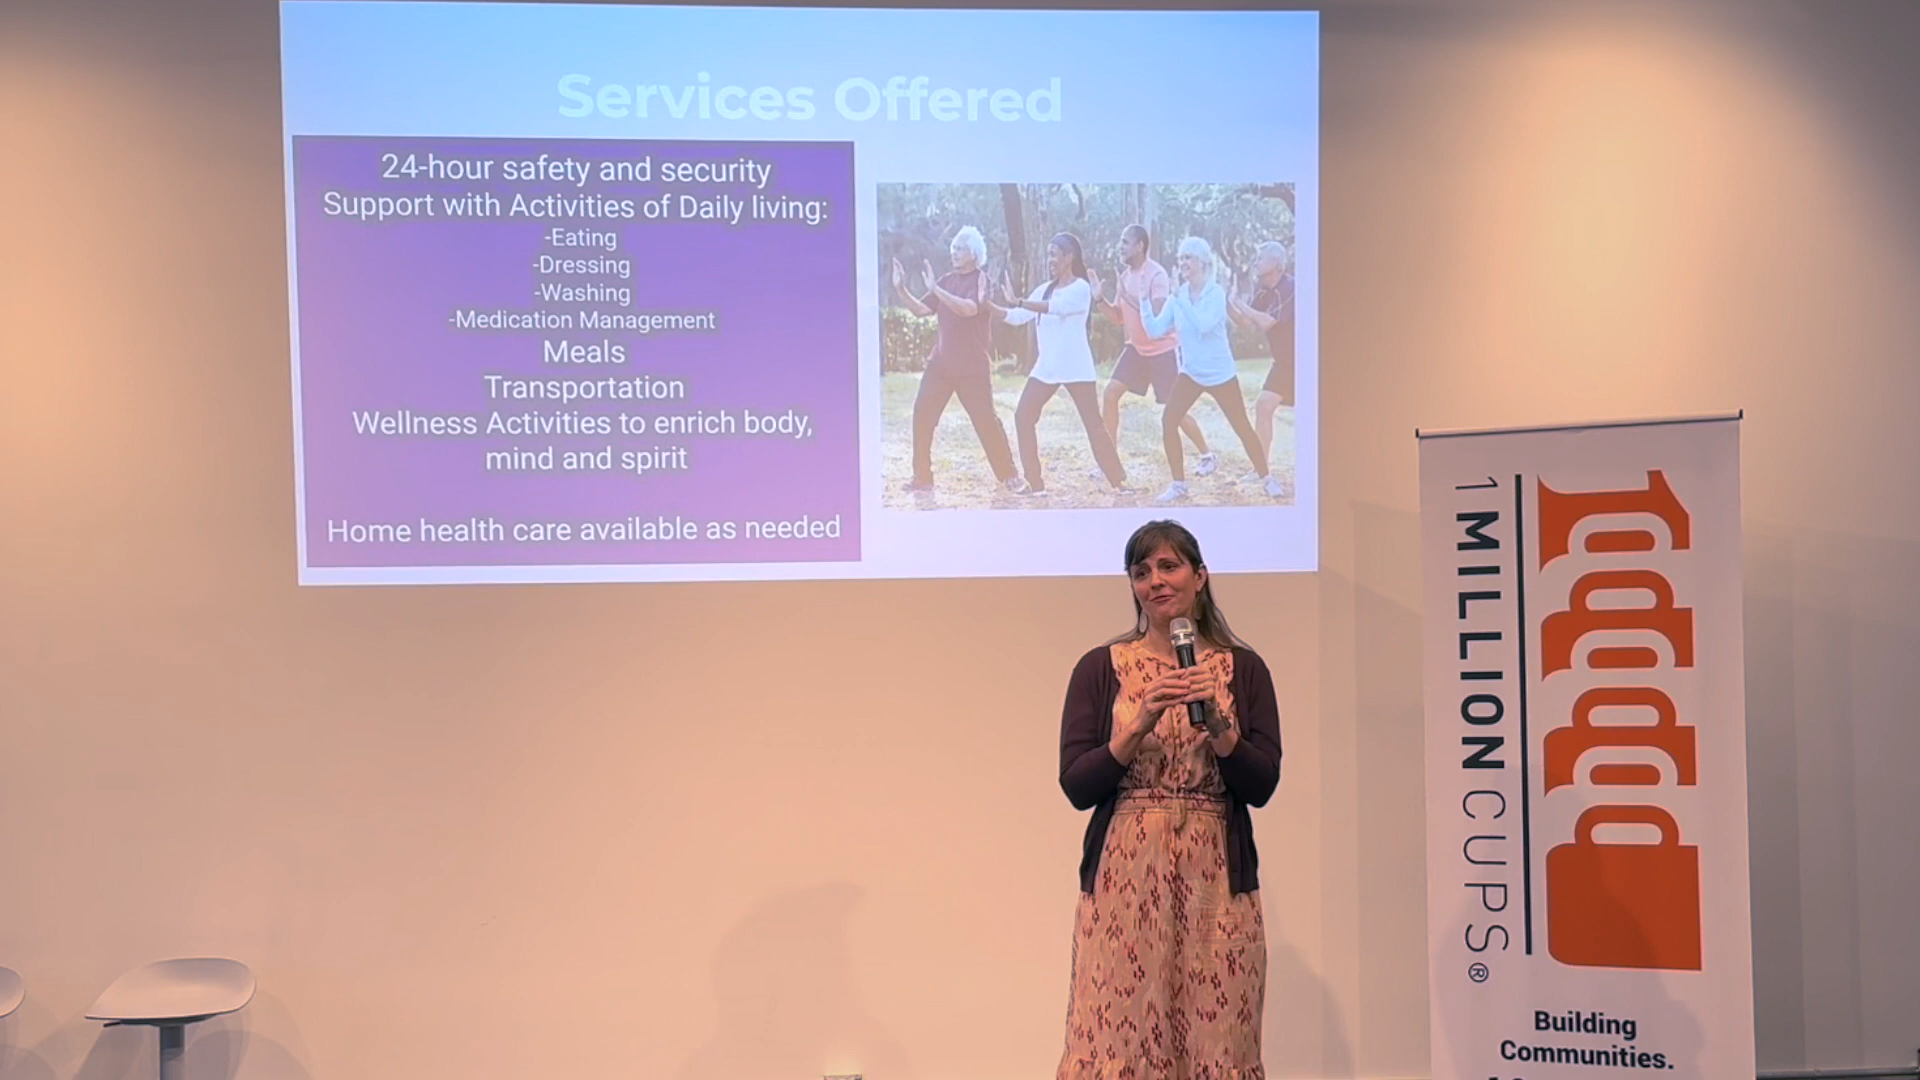 Services Offered
24-hour safety and security
Support with Activities of Daily living:
-Eating
-Dressing
-Washing
-Medication Management
Meals
Transportation
Wellness Activities to enrich body,
mind and spirit
Home health care available as needed
1 MILLION CUPS®
Building
Communities.